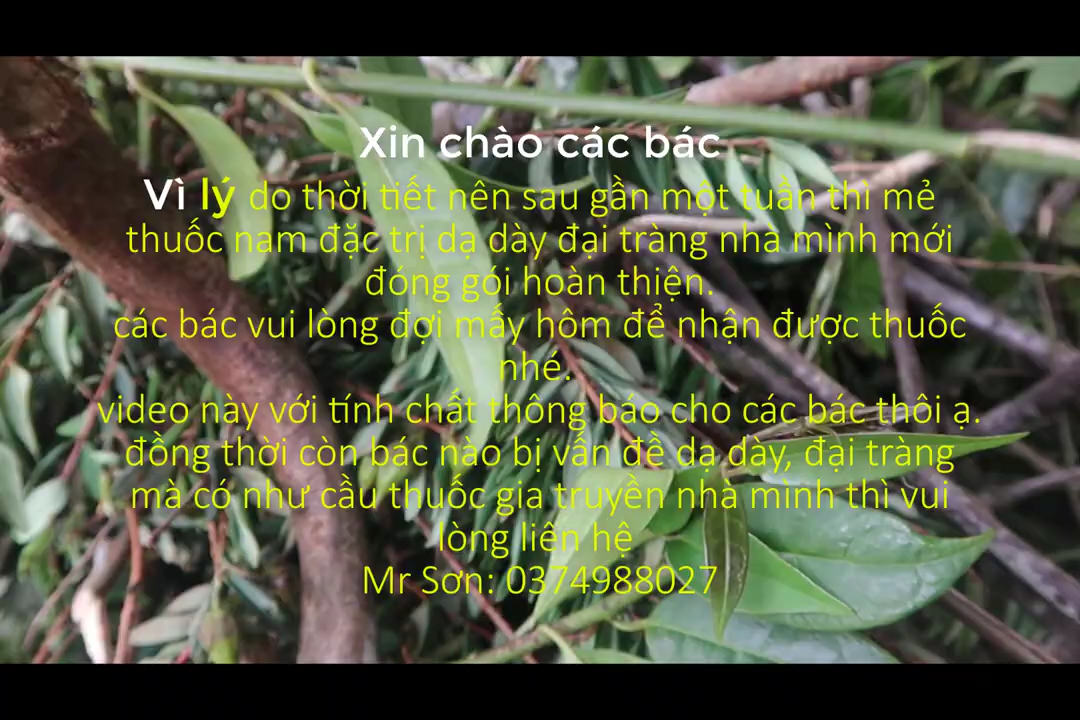 Xin chào các bác
Vì lý do thời tiết nên sau gần một tuần thì mẻ
thuốc nam đặc trị dạ dày đại tràng nhà mình mới
đóng gói hoàn thiện.
các bác vui lòng đợi mấy hôm để nhận được thuốc
nhé.
video này với tính chất thông báo cho các bác thôi ạ.
đồng thời còn bác nào bị vấn đề dạ dày, đại tràng
mà có như cầu thuốc gia truyền nhà minh thì vui
lòng liên hệ
Mr Sơn: 0374988027